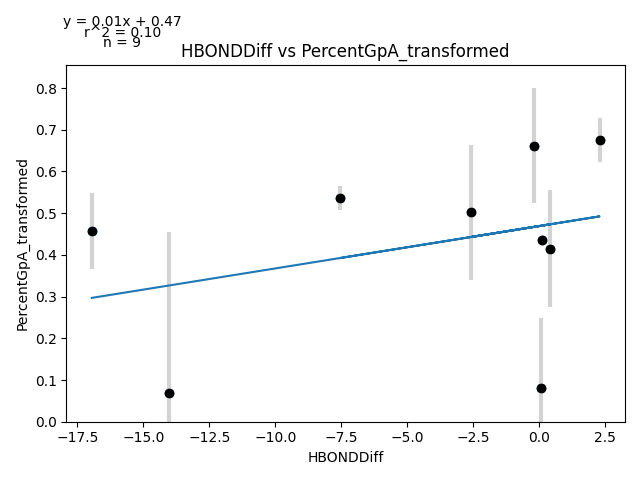 y = 0.01x + 0.47
r^2 = 0.10
n = 9
HBONDDiff vs PercentGpA_transformed
PercentGpA_transformed
0.8
0.7
0.6
0.5
0.4
0.3
0.2
0.1
0.0
−17.5 −15.0 −12.5 −10.0 −7.5 −5.0 −2.5 0.0 2.5
HBONDDiff